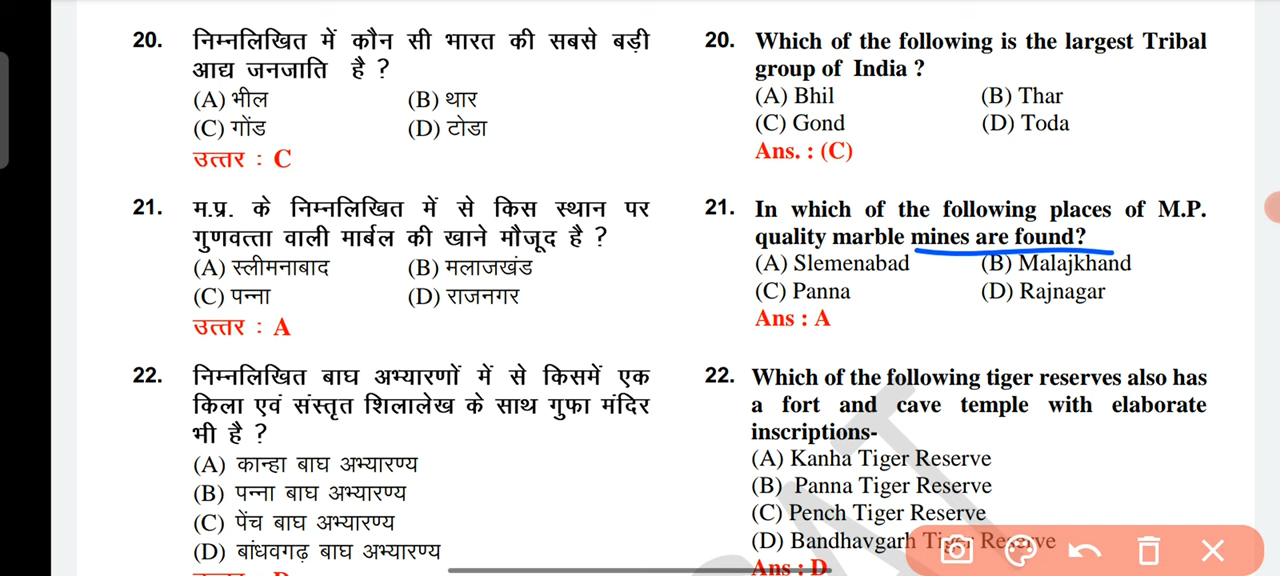 20. निम्नलिखित में कौन सी भारत की सबसे बड़ी
आद्य जनजाति है ?
(A) भील (B) थार
(C) गोंड (D) टोडा
उत्तर : C
21. म.प्र. के निम्नलिखित में से किस स्थान पर
गुणवत्ता वाली मार्बल की खाने मौजूद है ?
(A) स्लीमनाबाद (B) मलाजखंड
(C) पन्ना (D) राजनगर
उत्तर : A
22. निम्नलिखित बाघ अभ्यारणों में से किसमें एक
किला एवं संस्तृत शिलालेख के साथ गुफा मंदिर
भी है ?
(A) कान्हा बाघ अभ्यारण्य
(B) पन्ना बाघ अभ्यारण्य
(C) पेंच बाघ अभ्यारण्य
(D) बांधवगढ़ बाघ अभ्यारण्य
20. Which of the following is the largest Tribal
group of India ?
(A) Bhil (B) Thar
(C) Gond (D) Toda
Ans. : (C)
21. In which of the following places of M.P.
quality marble mines are found?
(A) Slemenabad (B) Malajkhand
(C) Panna (D) Rajnagar
Ans : A
22. Which of the following tiger reserves also has
a fort and cave temple with elaborate
inscriptions-
(A) Kanha Tiger Reserve
(B) Panna Tiger Reserve
(C) Pench Tiger Reserve
(D) Bandhavgarh Tiger Reserve
Ans : D